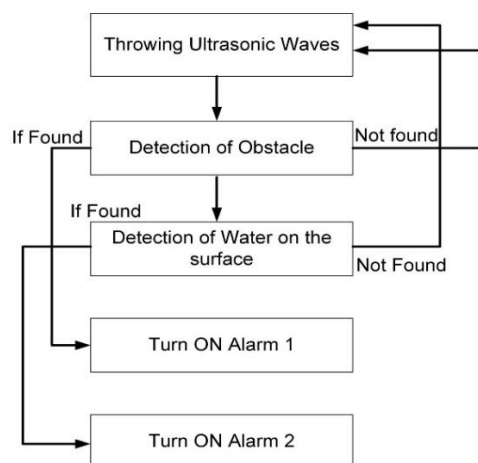 Throwing Ultrasonic Waves
If Found
Not found
Detection of Obstacle
If Found
Detection of Water on the
surface
Not Found
Turn ON Alarm 1
Turn ON Alarm 2